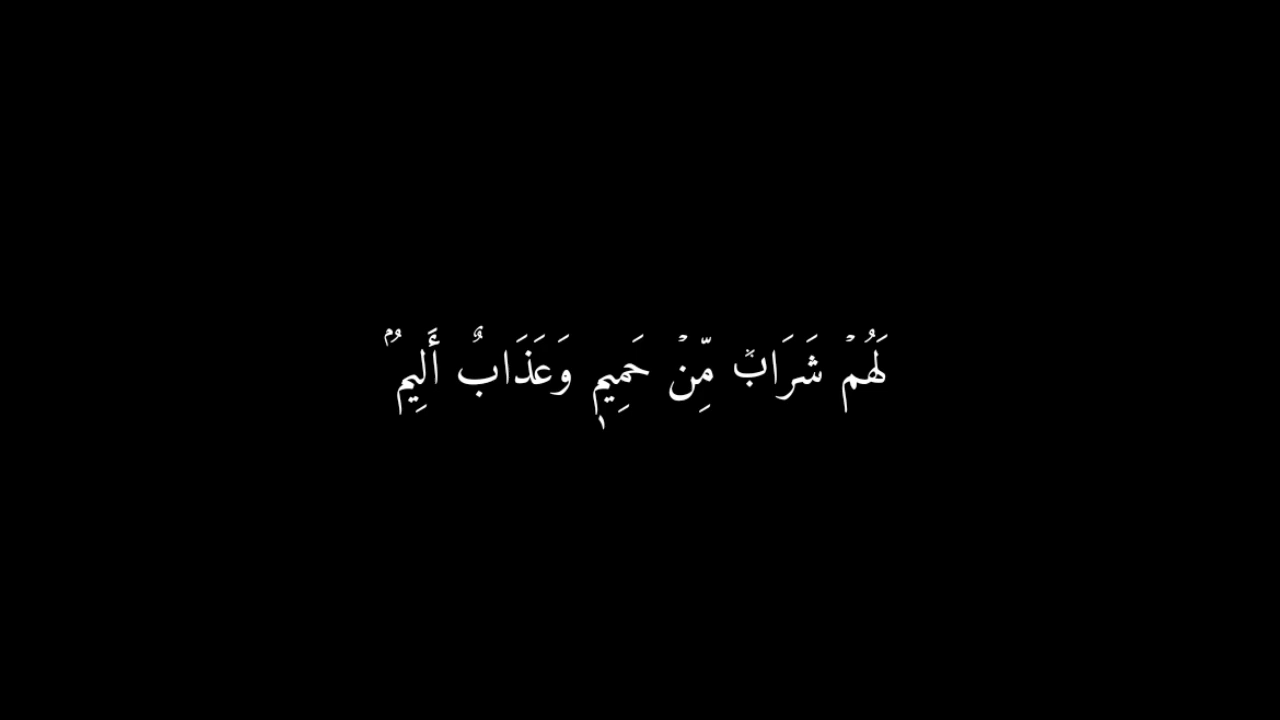 لَهُمۡ شَرَابٞ مِّنۡ حَمِيمٖ وَعَذَابٌ أَلِيمُۢ